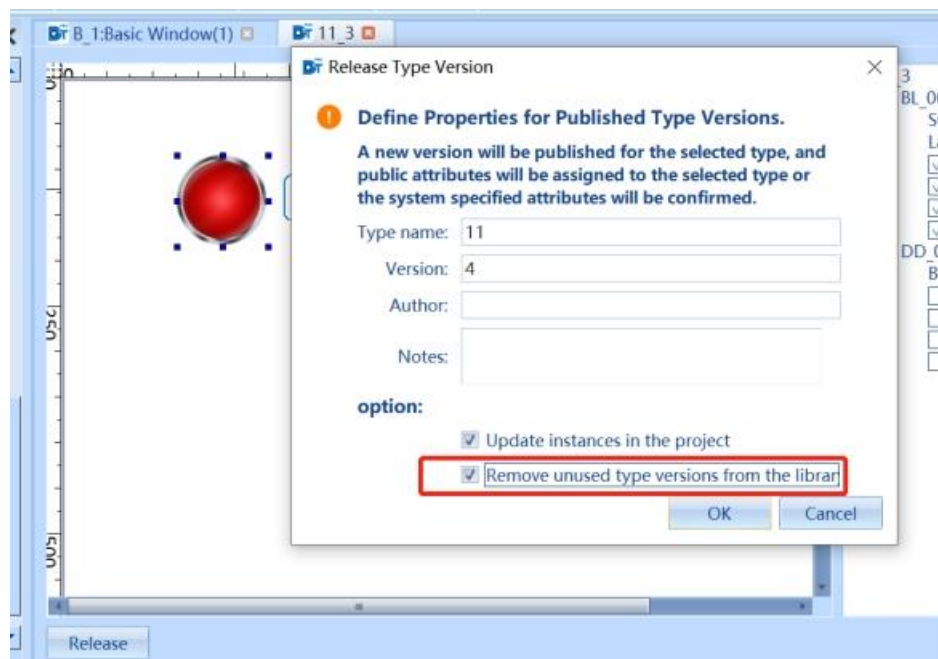 B_1:Basic Window(1)
11_3
Release Type Version
Define Properties for Published Type Versions.
A new version will be published for the selected type, and
public attributes will be assigned to the selected type or
the system specified attributes will be confirmed.
Type name: 11
Version: 4
Author:
Notes:
option:
Update instances in the project
Remove unused type versions from the librar
OK Cancel
Release
250
500